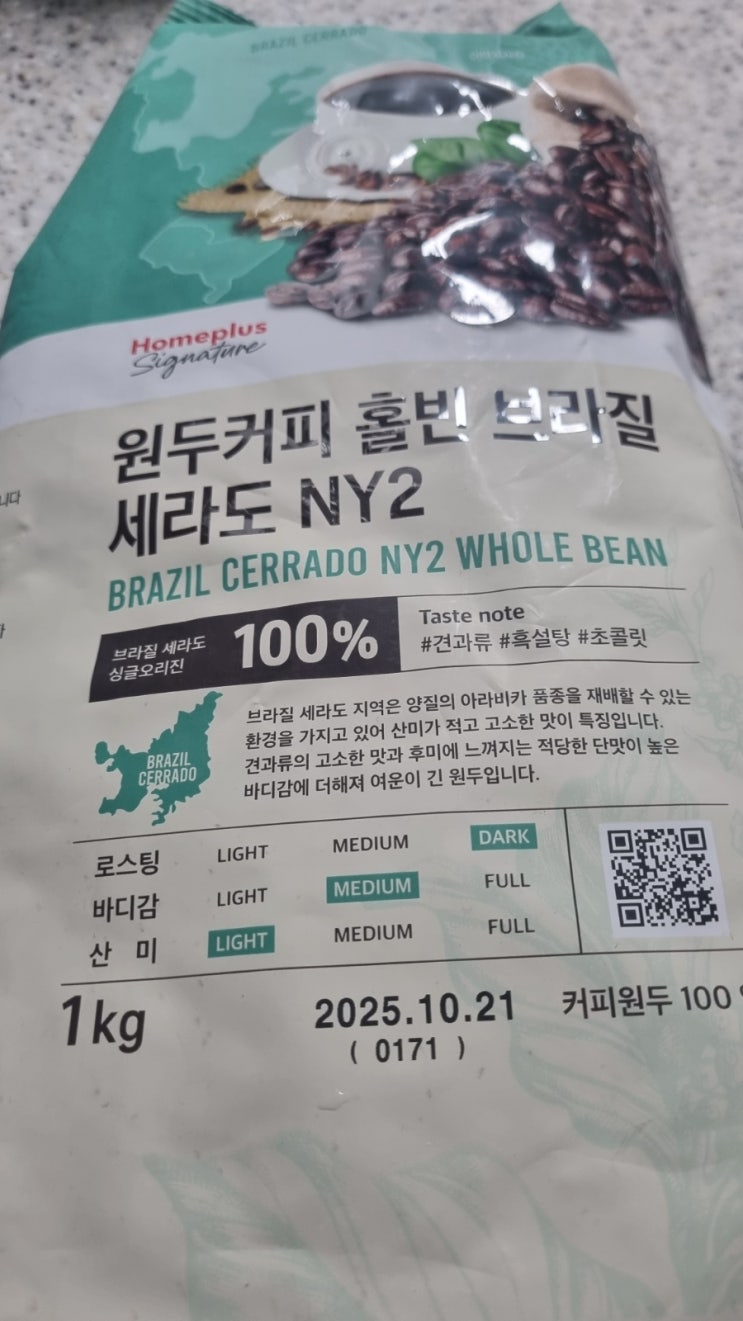 BRAZIL CERRADO
Homeplus
Signature
원두커피 홀빈 브라질
세라도 NY2
BRAZIL CERRADO NY2 WHOLE BEAN
브라질 세라도
싱글오리진
100%
Taste note
#견과류 #흑설탕 #초콜릿
브라질 세라도 지역은 양질의 아라비카 품종을 재배할 수 있는
환경을 가지고 있어 산미가 적고 고소한 맛이 특징입니다.
견과류의 고소한 맛과 후미에 느껴지는 적당한 단맛이 높은
바디감에 더해져 여운이 긴 원두입니다.
BRAZIL
CERRADO
로스팅 LIGHT MEDIUM DARK
바디감 LIGHT MEDIUM FULL
산 미 LIGHT MEDIUM FULL
1kg
2025.10.21
( 0171 )
커피원두 100
니다